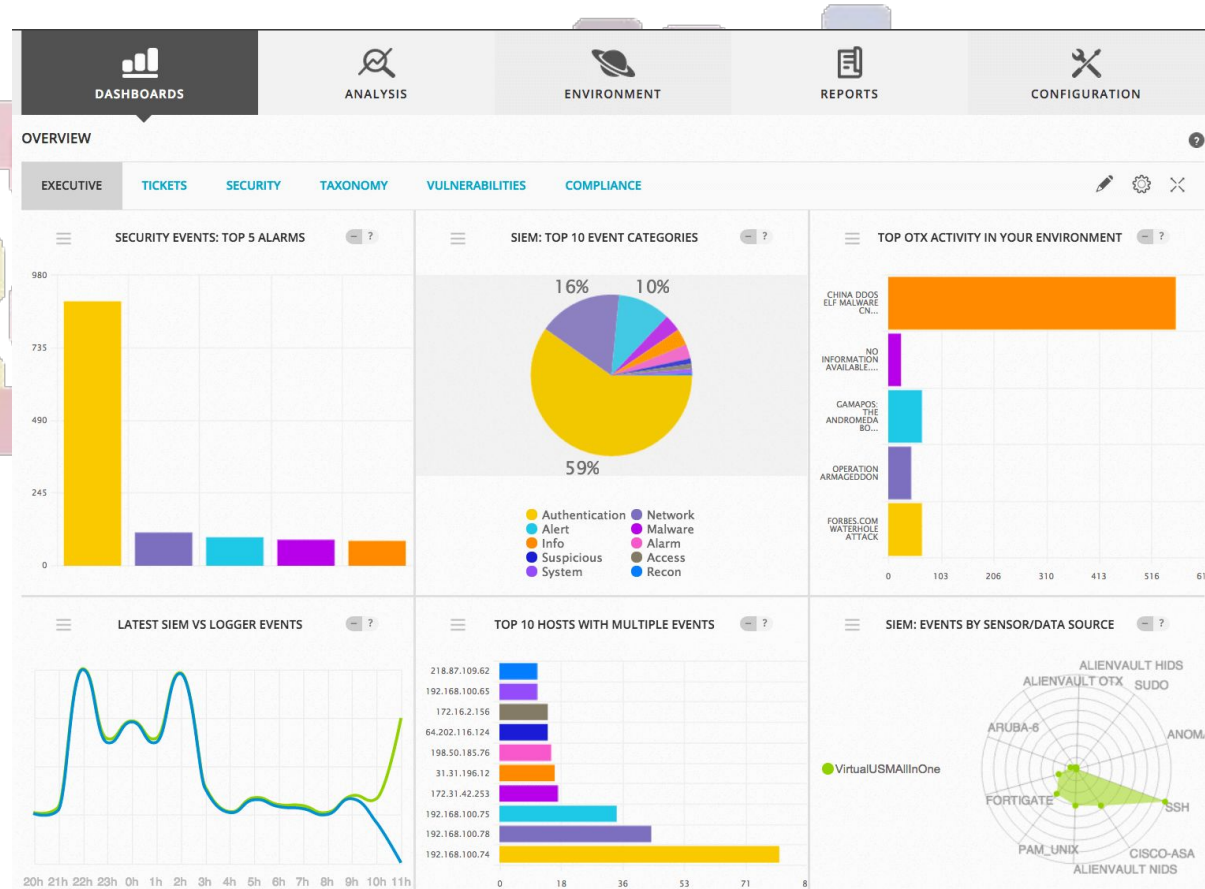 DASHBOARDS
ANALYSIS
ENVIRONMENT
REPORTS
CONFIGURATION
OVERVIEW
?
EXECUTIVE
TICKETS
SECURITY
TAXONOMY
VULNERABILITIES
COMPLIANCE
SECURITY EVENTS: TOP 5 ALARMS
– ?
980
735
490
245
0
SIEM: TOP 10 EVENT CATEGORIES
– ?
16%
10%
59%
Authentication
Network
Alert
Malware
Info
Alarm
Suspicious
Access
System
Recon
TOP OTX ACTIVITY IN YOUR ENVIRONMENT
– ?
CHINA DDOS
ELF MALWARE
CN...
NO
INFORMATION
AVAILABLE....
GAMAPOS:
THE
ANDROMEDA
BO...
OPERATION
ARMAGEDDON
FORBES.COM
WATERHOLE
ATTACK
0 103 206 310 413 516
LATEST SIEM VS LOGGER EVENTS
– ?
20h 21h 22h 23h 0h 1h 2h 3h 4h 5h 6h 7h 8h 9h 10h 11h
TOP 10 HOSTS WITH MULTIPLE EVENTS
– ?
218.87.109.62
192.168.100.65
172.16.2.156
64.202.116.124
198.50.185.76
31.31.196.12
172.31.42.253
192.168.100.75
192.168.100.78
192.168.100.74
0 18 36 53 71
SIEM: EVENTS BY SENSOR/DATA SOURCE
– ?
VirtualUSMAllInOne
ALIENVAULT HIDS
ALIENVAULT OTX
SUDO
ARUBA-6
ANOMA
FORTIGATE
SSH
PAM_UNIX
CISCO-ASA
ALIENVAULT NIDS